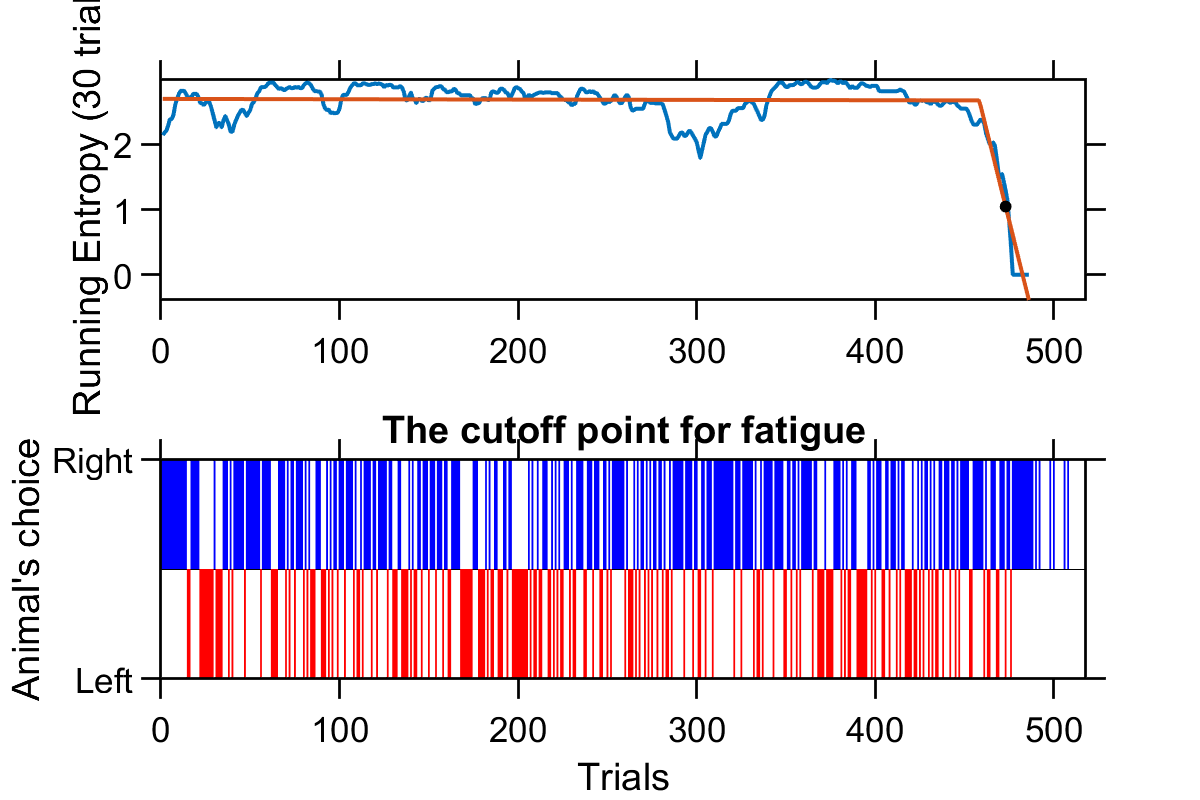 Running Entropy (30
2
1
0
0 100 200 300 400 500
The cutoff point for fatigue
Animal's choice
Right
Left
0 100 200 300 400 500
Trials